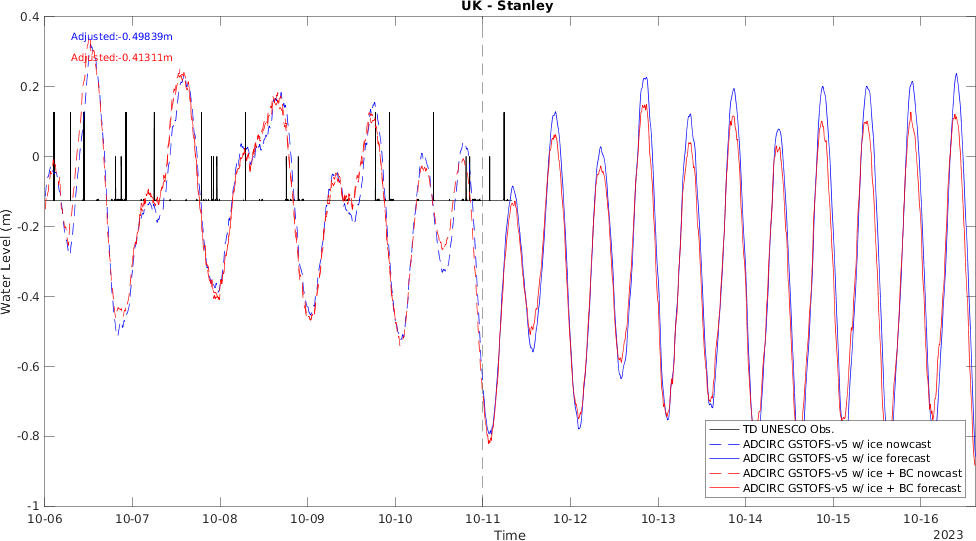 UK - Stanley
Adjusted:-0.49839m
Adjusted:-0.41311m
0.4
0.2
0
-0.2
-0.4
-0.6
-0.8
-1
Water Level (m)
TD UNESCO Obs.
ADCIRC GSTOFS-v5 w/ ice nowcast
ADCIRC GSTOFS-v5 w/ ice forecast
ADCIRC GSTOFS-v5 w/ ice + BC nowcast
ADCIRC GSTOFS-v5 w/ ice + BC forecast
10-06 10-07 10-08 10-09 10-10 10-11 10-12 10-13 10-14 10-15 10-16
Time
2023